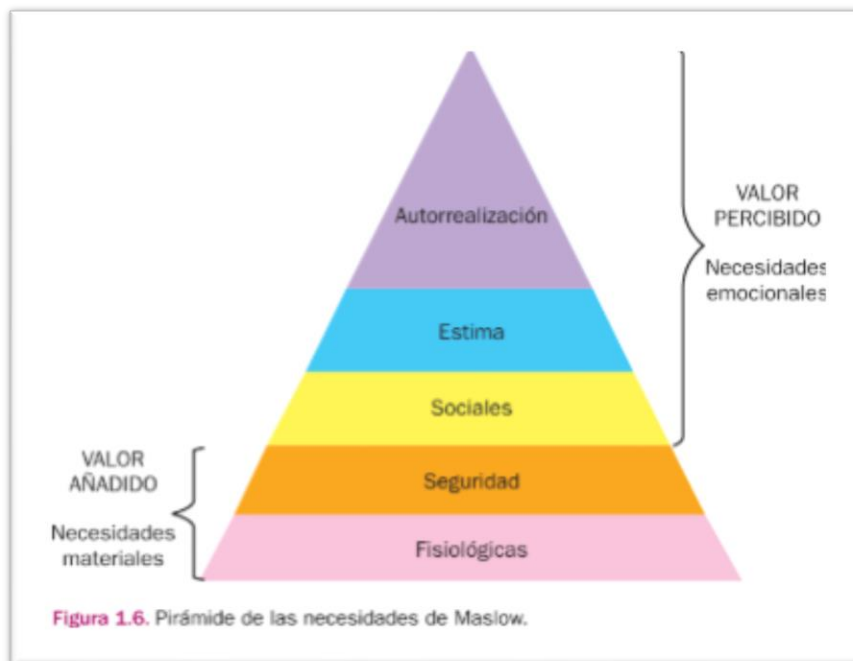 Autorrealización
VALOR
PERCIBIDO
Necesidades
emocionales
Estima
Sociales
VALOR
AÑADIDO
Necesidades
materiales
Seguridad
Fisiológicas
Figura 1.6. Pirámide de las necesidades de Maslow.